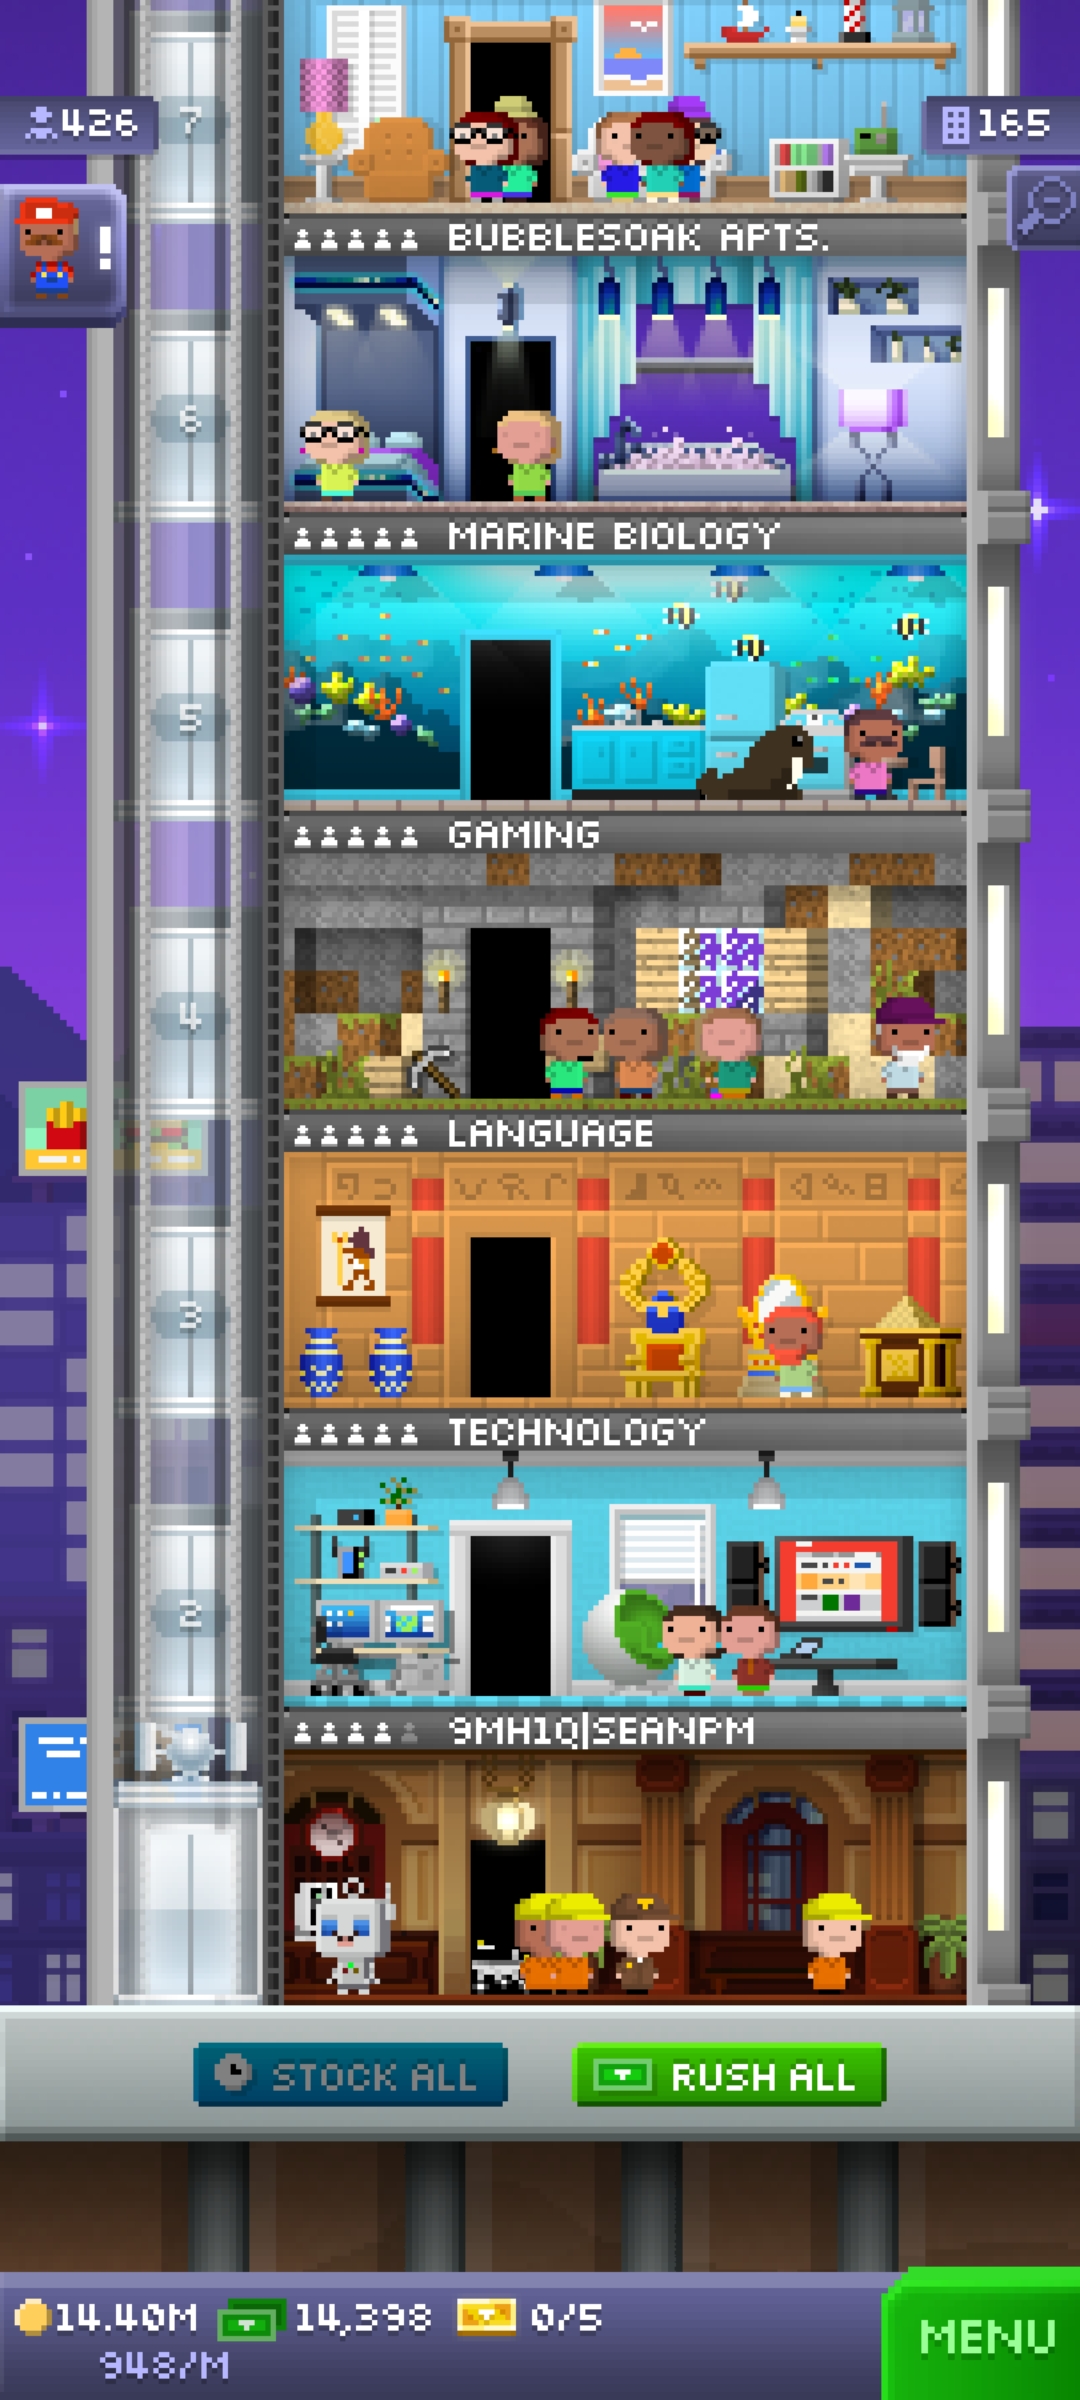 7
426
165
!
BUBBLESOAK APTS.
6
MARINE BIOLOGY
5
GAMING
4
LANGUAGE
3
TECHNOLOGY
2
9MH1Q|SEANPM
STOCK ALL
RUSH ALL
14.40M
14,398
0/5
948/M
MENU